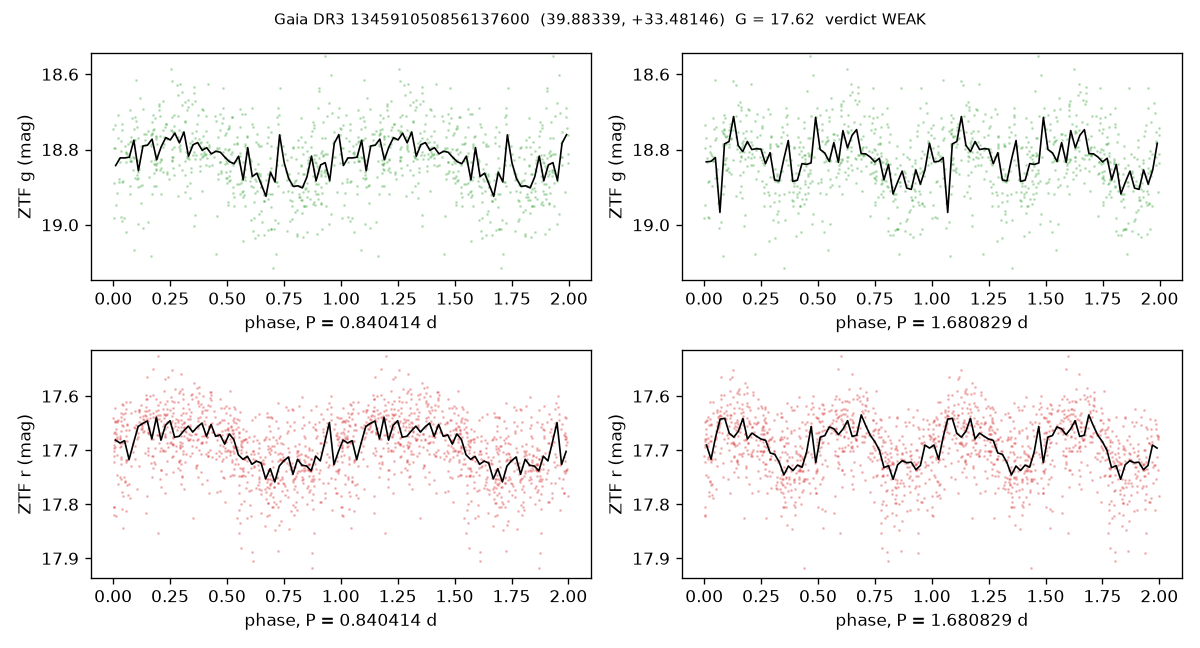 Gaia DR3 134591050856137600 (39.88339, +33.48146) G = 17.62 verdict WEAK
18.6
18.8
19.0
ZTF g (mag)
0.00 0.25 0.50 0.75 1.00 1.25 1.50 1.75 2.00
phase, P = 0.840414 d
18.6
18.8
19.0
ZTF g (mag)
0.00 0.25 0.50 0.75 1.00 1.25 1.50 1.75 2.00
phase, P = 1.680829 d
17.6
17.7
17.8
17.9
ZTF r (mag)
0.00 0.25 0.50 0.75 1.00 1.25 1.50 1.75 2.00
phase, P = 0.840414 d
17.6
17.7
17.8
17.9
ZTF r (mag)
0.00 0.25 0.50 0.75 1.00 1.25 1.50 1.75 2.00
phase, P = 1.680829 d